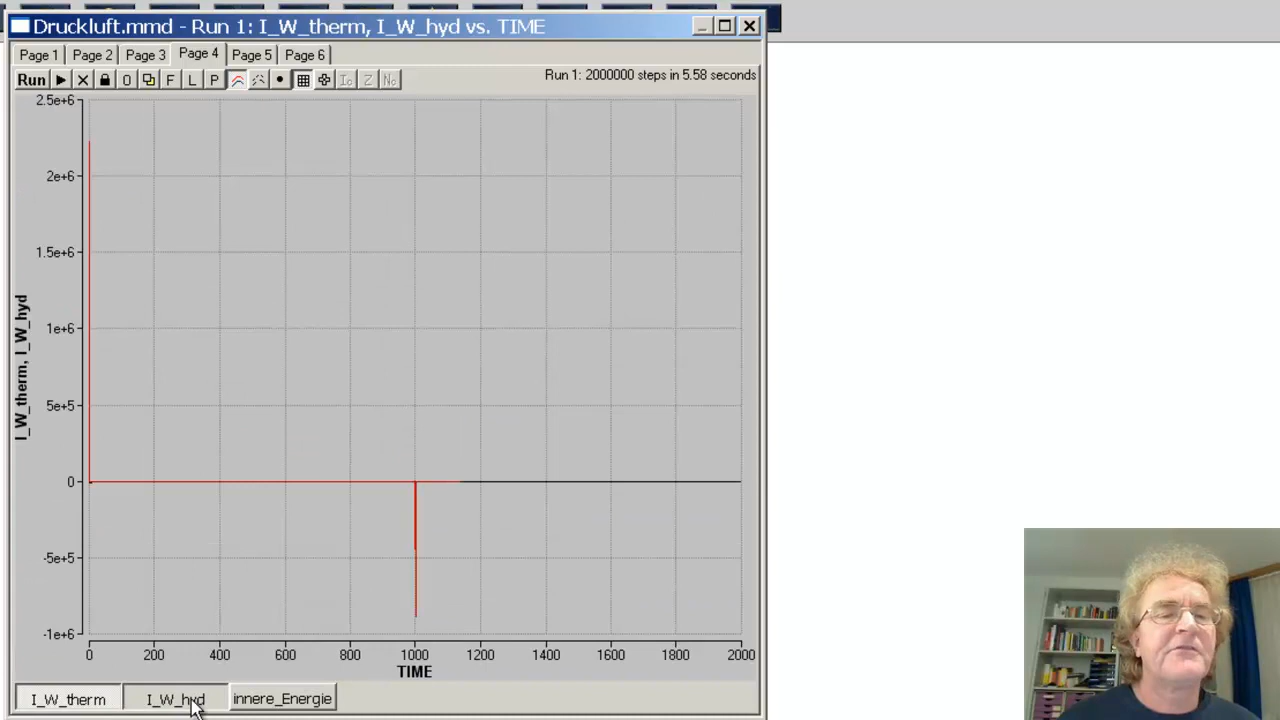 Druckluft.mmd - Run 1: I_W_therm, I_W_hyd vs. TIME
Page 1 Page 2 Page 3 Page 4 Page 5 Page 6
Run 0 F L P Z
Run 1: 2000000 steps in 5.58 seconds
2.5e+6
2e+6
1.5e+6
1e+6
5e+5
0
-5e+5
-1e+6
I_W_therm, I_W_hyd
0 200 400 600 800 1000 1200 1400 1600 1800 2000
TIME
I_W_therm I_W_hyd innere_Energie